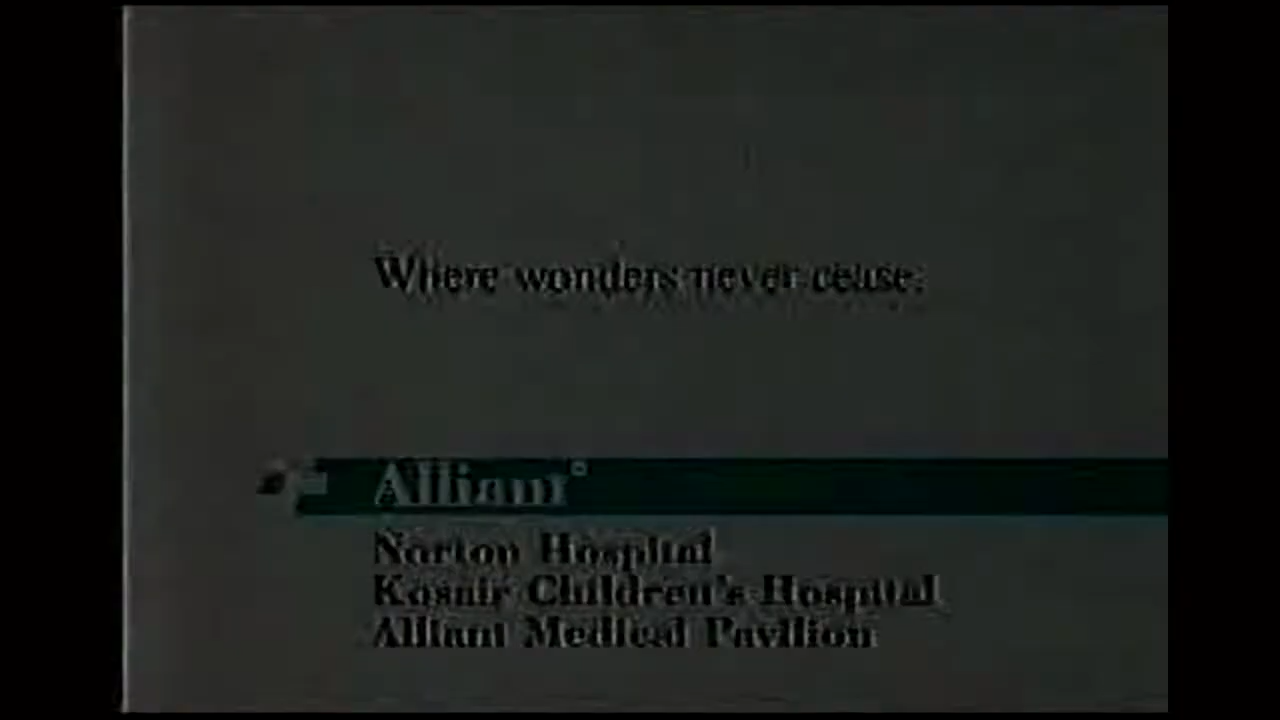 Where wonders never cease.
Alliant®
Norton Hospital
Kosair Children's Hospital
Alliant Medical Pavilion